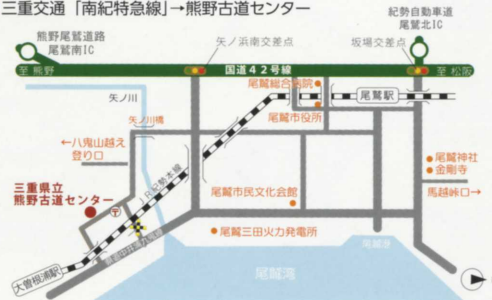 三重交通「南紀特急線」→熊野古道センター
紀勢自動車道
尾鷲北IC
熊野尾鷲道路
尾鷲南IC
矢ノ浜南交差点
坂場交差点
至 熊野
国道42号線
至 松阪
尾鷲総合病院
尾鷲駅
矢ノ川
尾鷲市役所
矢ノ川橋
←八鬼山越え
登り口
JR紀勢本線
尾鷲神社
金剛寺
馬越峠口→
三重県立
熊野古道センター
尾鷲市民文化会館
尾鷲三田火力発電所
尾鷲港
大曽根浦駅
尾鷲湾